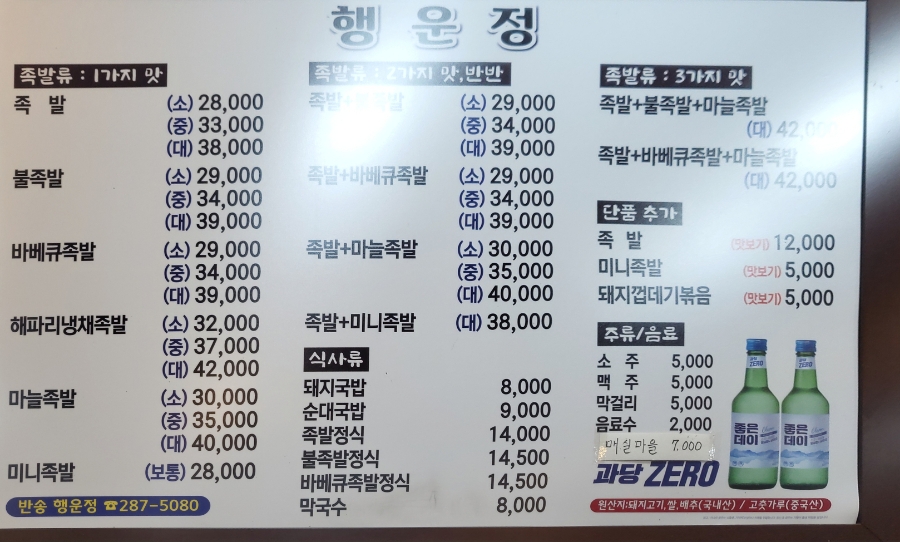 행운정
족발류 : 1가지 맛
족 발 (소) 28,000
(중) 33,000
(대) 38,000
불족발 (소) 29,000
(중) 34,000
(대) 39,000
바베큐족발 (소) 29,000
(중) 34,000
(대) 39,000
해파리냉채족발 (소) 32,000
(중) 37,000
(대) 42,000
마늘족발 (소) 30,000
(중) 35,000
(대) 40,000
미니족발 (보통) 28,000
반송 행운정 ☎287-5080
족발류 : 2가지 맛,반반
족발+불족발 (소) 29,000
(중) 34,000
(대) 39,000
족발+바베큐족발 (소) 29,000
(중) 34,000
(대) 39,000
족발+마늘족발 (소) 30,000
(중) 35,000
(대) 40,000
족발+미니족발 (대) 38,000
식사류
돼지국밥 8,000
순대국밥 9,000
족발정식 14,000
불족발정식 14,500
바베큐족발정식 14,500
막국수 8,000
족발류 : 3가지 맛
족발+불족발+마늘족발
(대) 42,000
족발+바베큐족발+마늘족발
(대) 42,000
단품 추가
족 발 (맛보기) 12,000
미니족발 (맛보기) 5,000
돼지껍데기볶음 (맛보기) 5,000
주류/음료
소 주 5,000
맥 주 5,000
막걸리 5,000
음료수 2,000
매실마을 7.000
과당 ZERO
ZERO
좋은
데이
ZERO
좋은
데이
원산지:돼지고기,쌀,배추(국내산) / 고춧가루(중국산)